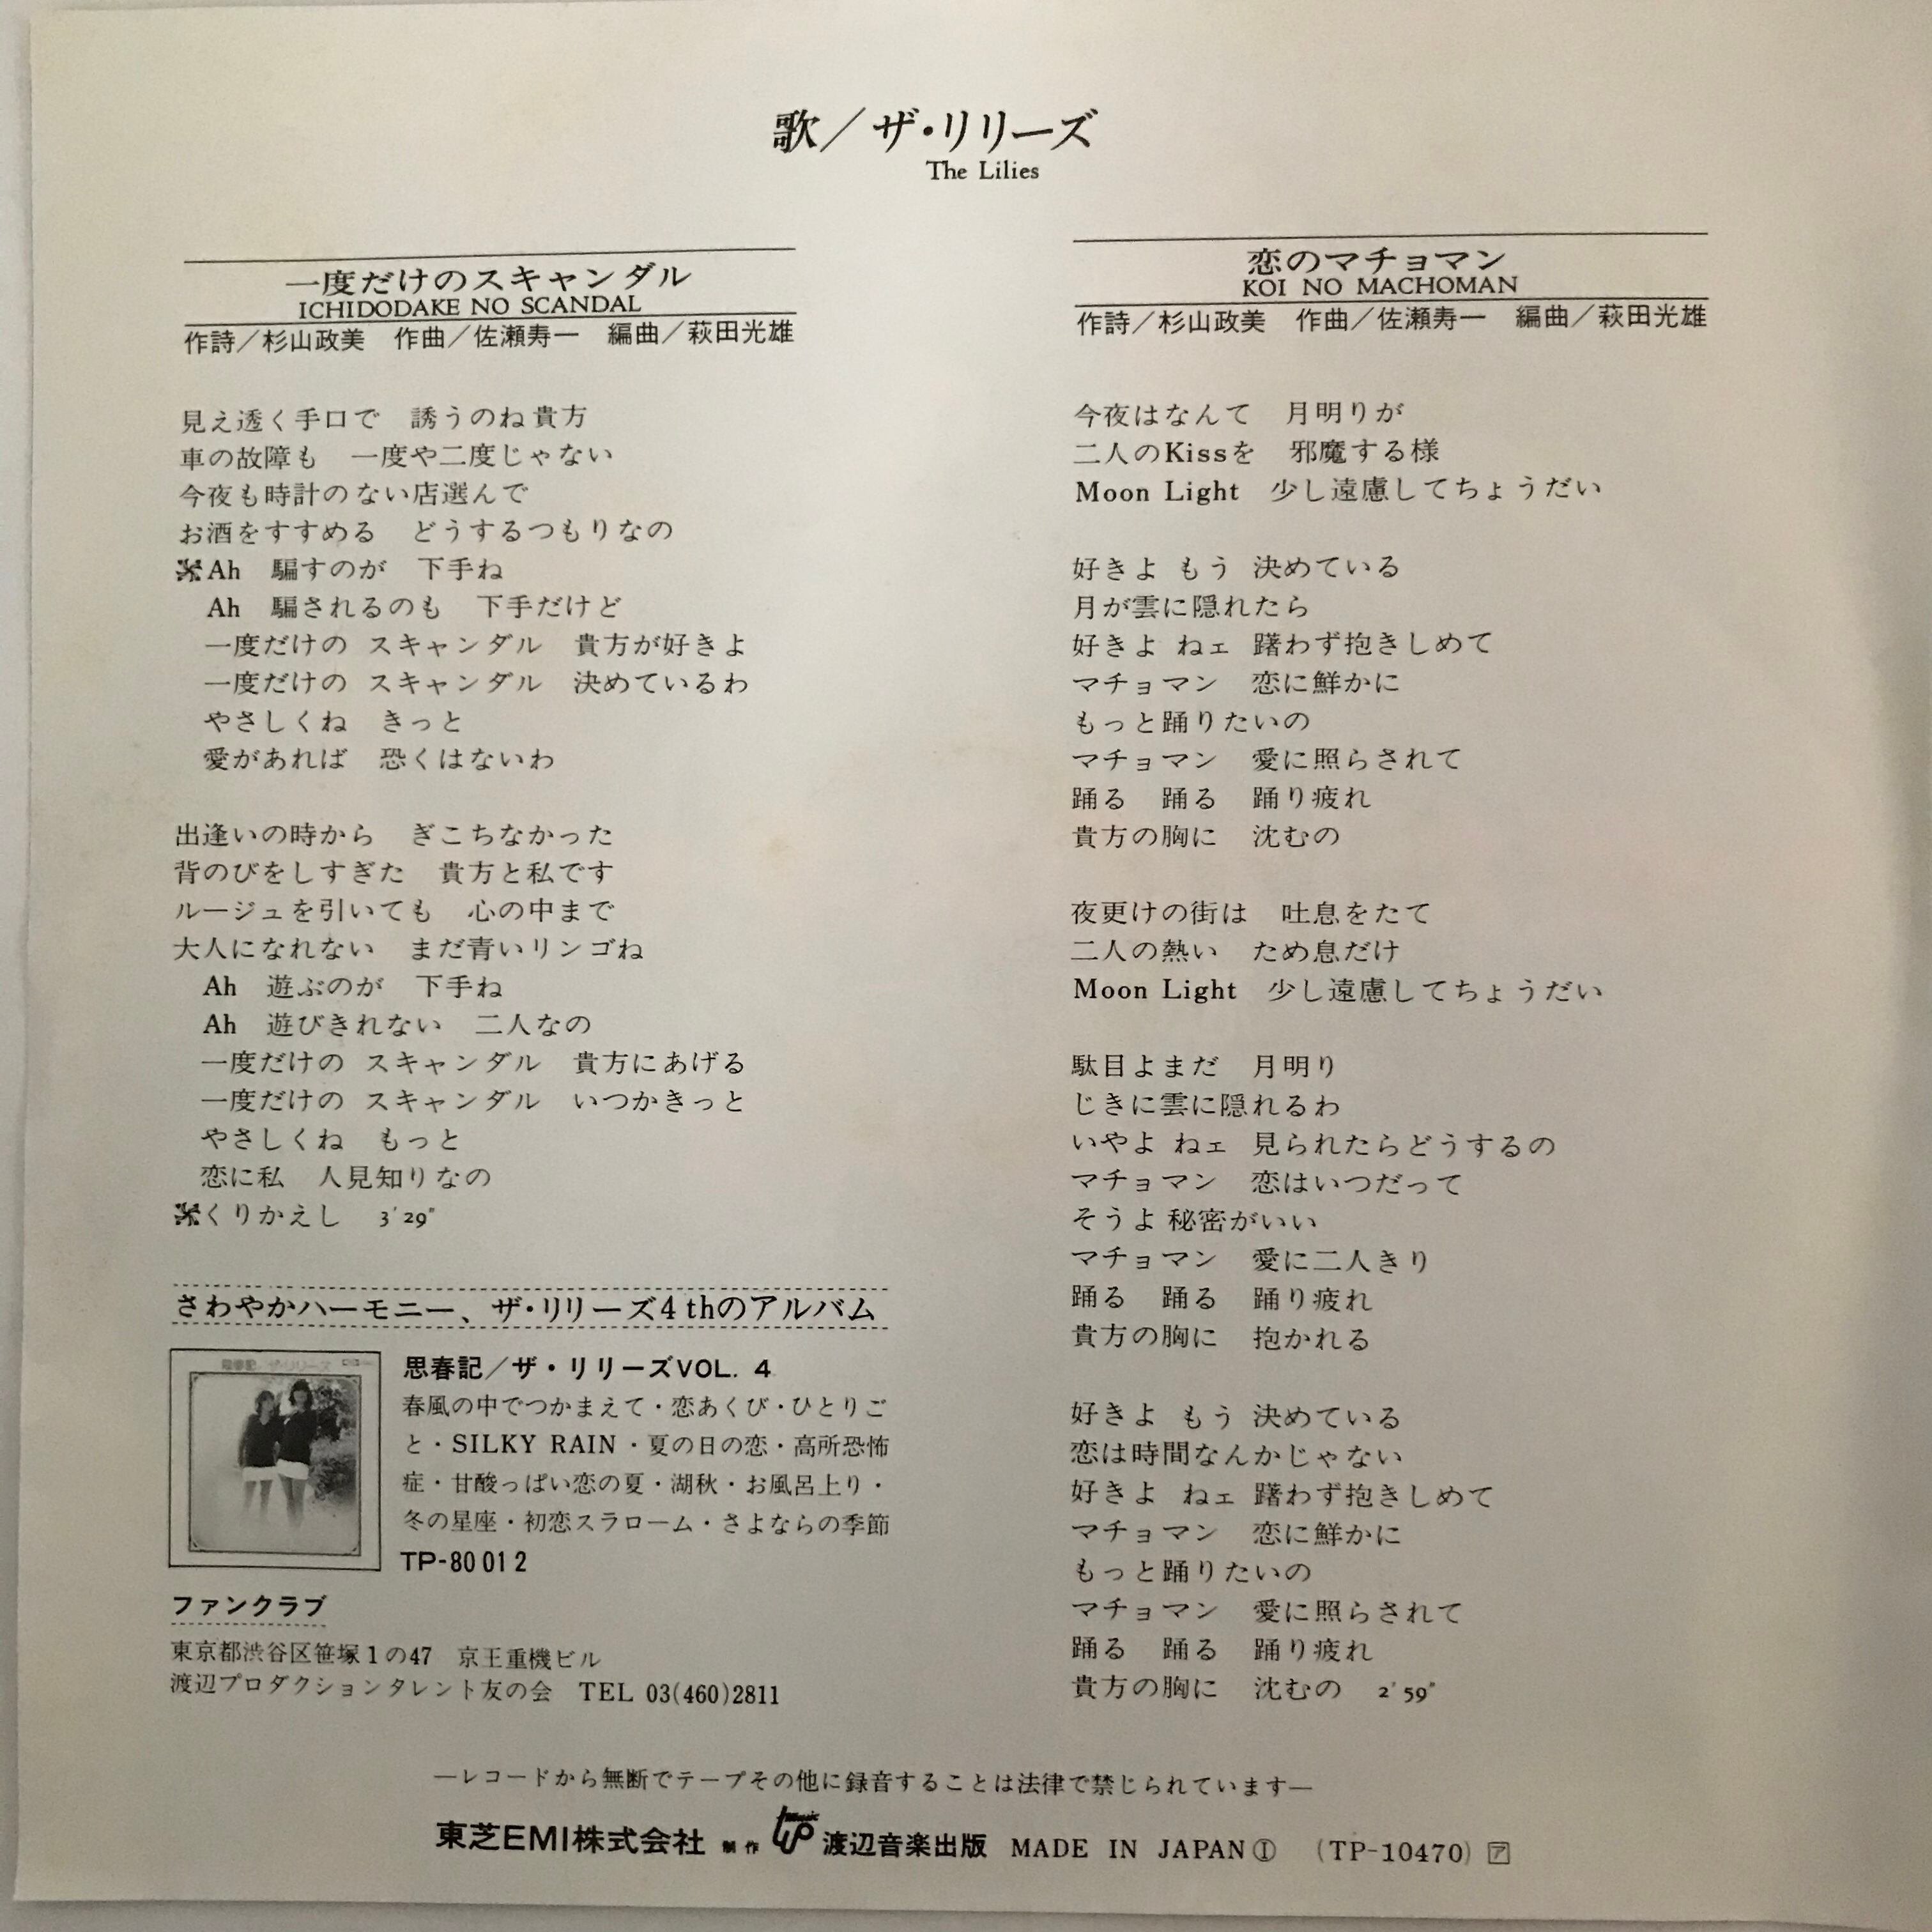 歌／ザ・リリーズ
The Lilies
一度だけのスキャンダル
ICHIDODAKE NO SCANDAL
作詩／杉山政美　作曲／佐瀬寿一　編曲／萩田光雄
見え透く手口で　誘うのね貴方
車の故障も　一度や二度じゃない
今夜も時計のない店選んで
お酒をすすめる　どうするつもりなの
※Ah　騙すのが　下手ね
Ah　騙されるのも　下手だけど
一度だけの スキャンダル　貴方が好きよ
一度だけの スキャンダル　決めているわ
やさしくね　きっと
愛があれば　恐くはないわ
出逢いの時から　ぎこちなかった
背のびをしすぎた　貴方と私です
ルージュを引いても　心の中まで
大人になれない　まだ青いリンゴね
Ah　遊ぶのが　下手ね
Ah　遊びきれない　二人なの
一度だけの スキャンダル　貴方にあげる
一度だけの スキャンダル　いつかきっと
やさしくね　もっと
恋に私　人見知りなの
※くりかえし　3′29″
さわやかハーモニー、ザ・リリーズ4thのアルバム
思春記／ザ・リリーズVOL. 4
春風の中でつかまえて・恋あくび・ひとりご
と・SILKY RAIN・夏の日の恋・高所恐怖
症・甘酸っぱい恋の夏・湖秋・お風呂上り・
冬の星座・初恋スラローム・さよならの季節
TP-80012
ファンクラブ
東京都渋谷区笹塚1の47　京王重機ビル
渡辺プロダクションタレント友の会　TEL 03(460)2811
恋のマチョマン
KOI NO MACHOMAN
作詩／杉山政美　作曲／佐瀬寿一　編曲／萩田光雄
今夜はなんて　月明りが
二人のKissを　邪魔する様
Moon Light　少し遠慮してちょうだい
好きよ もう 決めている
月が雲に隠れたら
好きよ ねェ 躇わず抱きしめて
マチョマン　恋に鮮かに
もっと踊りたいの
マチョマン　愛に照らされて
踊る　踊る　踊り疲れ
貴方の胸に　沈むの
夜更けの街は　吐息をたて
二人の熱い　ため息だけ
Moon Light　少し遠慮してちょうだい
駄目よまだ　月明り
じきに雲に隠れるわ
いやよ ねェ 見られたらどうするの
マチョマン　恋はいつだって
そうよ秘密がいい
マチョマン　愛に二人きり
踊る　踊る　踊り疲れ
貴方の胸に　抱かれる
好きよ もう 決めている
恋は時間なんかじゃない
好きよ ねェ 躇わず抱きしめて
マチョマン　恋に鮮かに
もっと踊りたいの
マチョマン　愛に照らされて
踊る　踊る　踊り疲れ
貴方の胸に　沈むの　2′59″
―レコードから無断でテープその他に録音することは法律で禁じられています―
東芝EMI株式会社 制作 渡辺音楽出版 MADE IN JAPAN① (TP-10470) ア